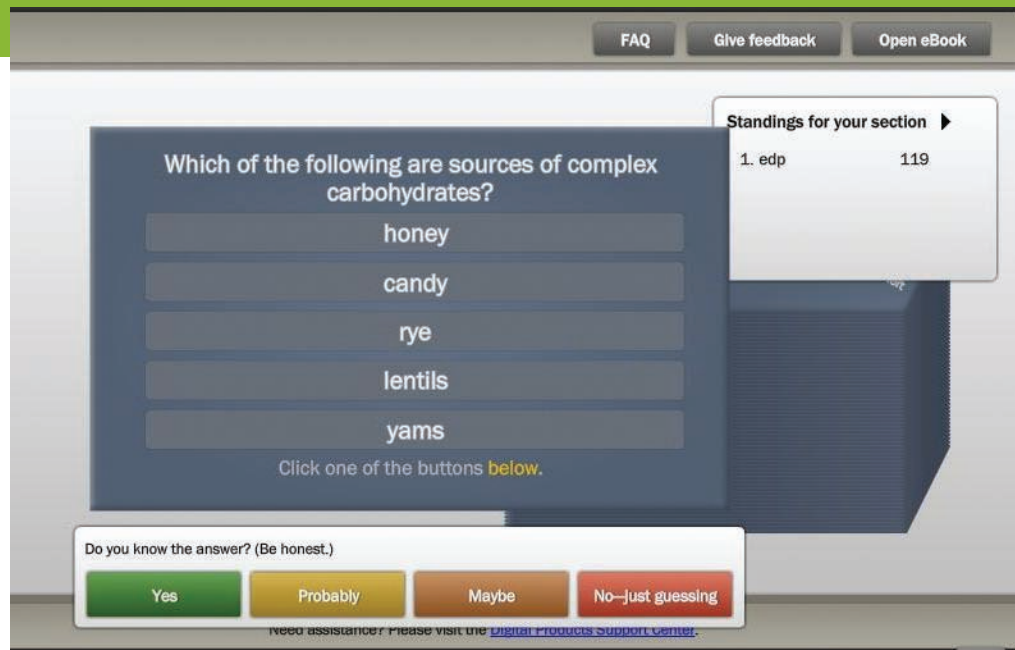 FAQ
Give feedback
Open eBook
Standings for your section
1. edp 119
Which of the following are sources of complex
carbohydrates?
honey
candy
rye
lentils
yams
Click one of the buttons below.
Do you know the answer? (Be honest.)
Yes
Probably
Maybe
No—just guessing
Need assistance? Please visit the Digital Products Support Center.